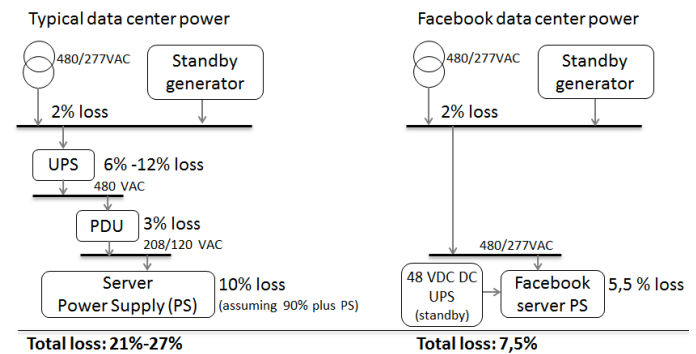 Typical data center power
480/277VAC
Standby
generator
2% loss
UPS
6% -12% loss
480 VAC
PDU
3% loss
208/120 VAC
Server
Power Supply (PS)
10% loss
(assuming 90% plus PS)
Total loss: 21%-27%
Facebook data center power
480/277VAC
Standby
generator
2% loss
480/277VAC
48 VDC DC
UPS
(standby)
Facebook
server PS
5,5 % loss
Total loss: 7,5%